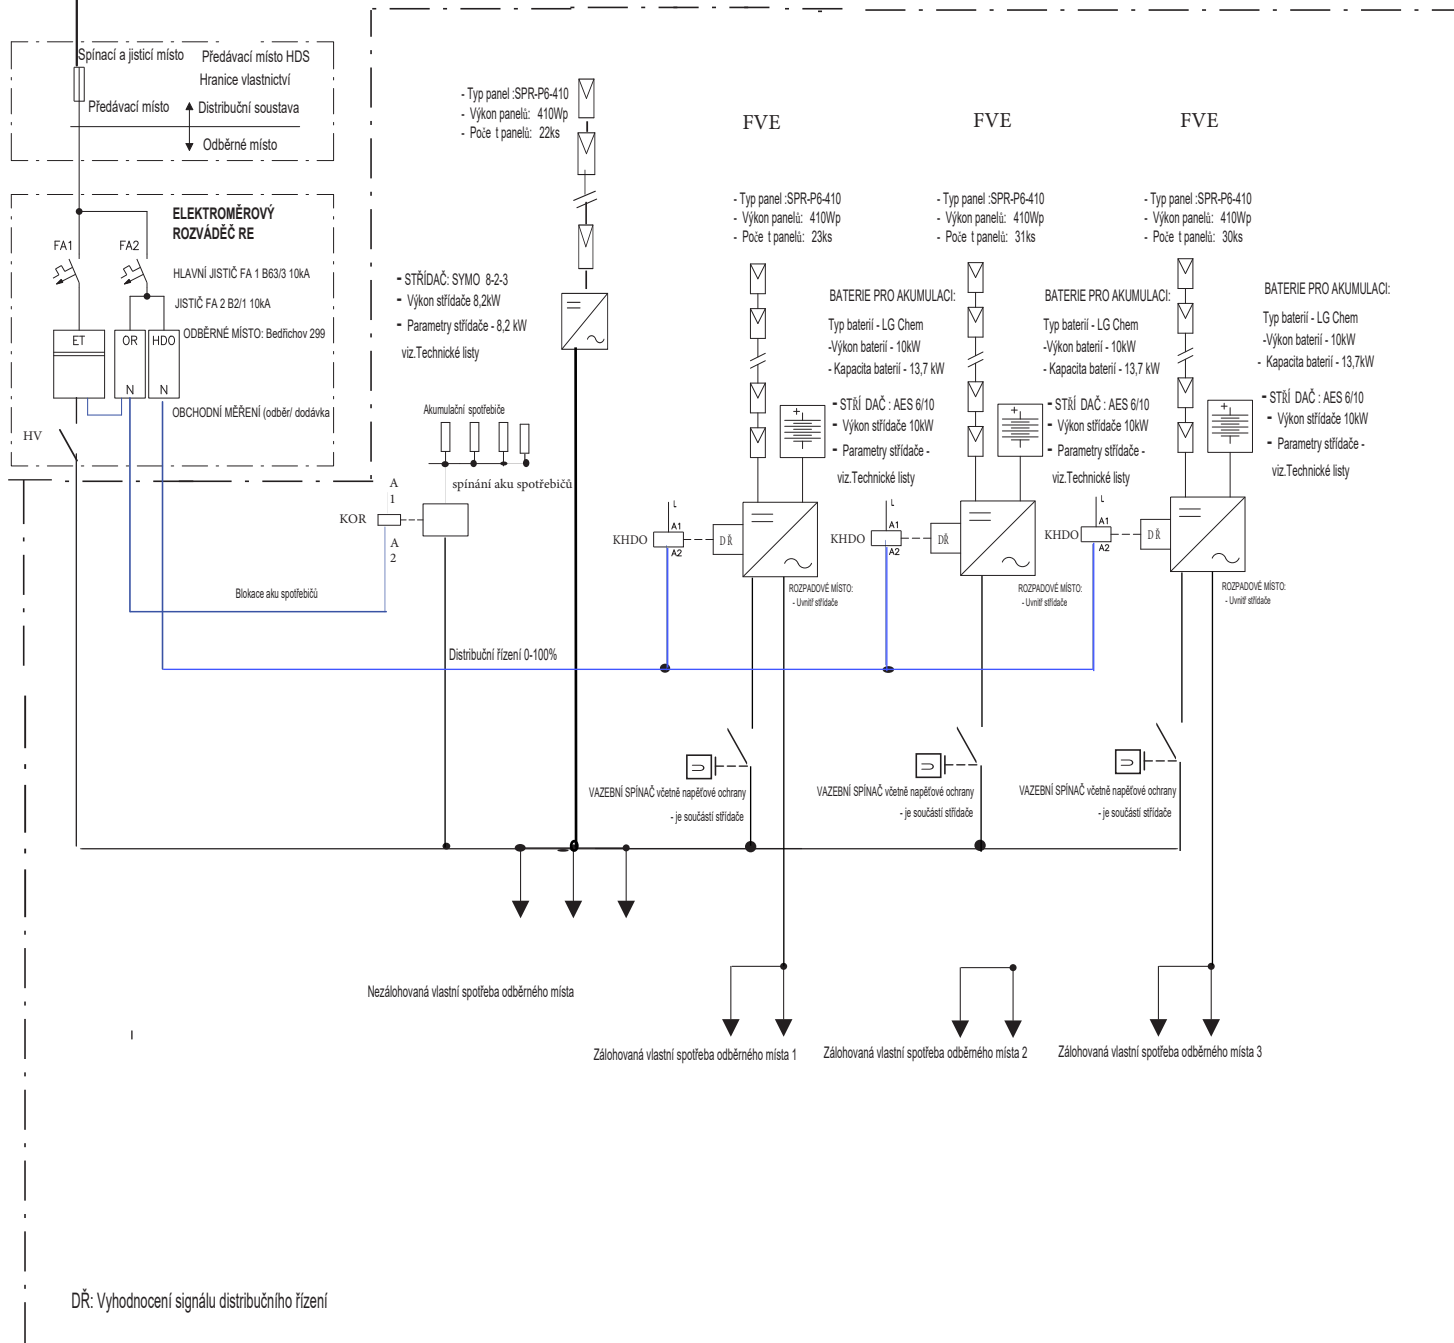 Spínací a jisticí místo
Předávací místo HDS
Hranice vlastnictví
Předávací místo
Distribuční soustava
Odběrné místo
ELEKTROMĚROVÝ
ROZVÁDĚČ RE
FA1
FA2
HLAVNÍ JISTIČ FA 1 B63/3 10kA
JISTIČ FA 2 B2/1 10kA
ODBĚRNÉ MÍSTO: Bedřichov 299
ET
OR
HDO
N
N
OBCHODNÍ MĚŘENÍ (odběr/ dodávka
HV
- Typ panel :SPR-P6-410
- Výkon panelů: 410Wp
- Poče t panelů: 22ks
- STŘÍDAČ: SYMO 8-2-3
- Výkon střídače 8,2kW
- Parametry střídače - 8,2 kW
viz.Technické listy
Akumulační spotřebiče
spínání aku spotřebičů
A
1
KOR
A
2
Blokace aku spotřebičů
Distribuční řízení 0-100%
FVE
- Typ panel :SPR-P6-410
- Výkon panelů: 410Wp
- Poče t panelů: 23ks
BATERIE PRO AKUMULACI:
Typ baterií - LG Chem
-Výkon baterií - 10kW
- Kapacita baterií - 13,7 kW
- STŘÍ DAČ : AES 6/10
- Výkon střídače 10kW
- Parametry střídače -
viz.Technické listy
L
A1
KHDO
A2
DŘ
ROZPADOVÉ MÍSTO:
- Uvnitř střídače
U
VAZEBNÍ SPÍNAČ včetně napěťové ochrany
- je součástí střídače
FVE
- Typ panel :SPR-P6-410
- Výkon panelů: 410Wp
- Poče t panelů: 31ks
BATERIE PRO AKUMULACI:
Typ baterií - LG Chem
-Výkon baterií - 10kW
- Kapacita baterií - 13,7 kW
- STŘÍ DAČ : AES 6/10
- Výkon střídače 10kW
- Parametry střídače -
viz.Technické listy
L
A1
KHDO
A2
DŘ
ROZPADOVÉ MÍSTO:
- Uvnitř střídače
U
VAZEBNÍ SPÍNAČ včetně napěťové ochrany
- je součástí střídače
FVE
- Typ panel :SPR-P6-410
- Výkon panelů: 410Wp
- Poče t panelů: 30ks
BATERIE PRO AKUMULACI:
Typ baterií - LG Chem
-Výkon baterií - 10kW
- Kapacita baterií - 13,7kW
- STŘÍ DAČ : AES 6/10
- Výkon střídače 10kW
- Parametry střídače -
viz.Technické listy
L
A1
KHDO
A2
DŘ
ROZPADOVÉ MÍSTO:
- Uvnitř střídače
U
VAZEBNÍ SPÍNAČ včetně napěťové ochrany
- je součástí střídače
Nezálohovaná vlastní spotřeba odběrného místa
Zálohovaná vlastní spotřeba odběrného místa 1
Zálohovaná vlastní spotřeba odběrného místa 2
Zálohovaná vlastní spotřeba odběrného místa 3
DŘ: Vyhodnocení signálu distribučního řízení